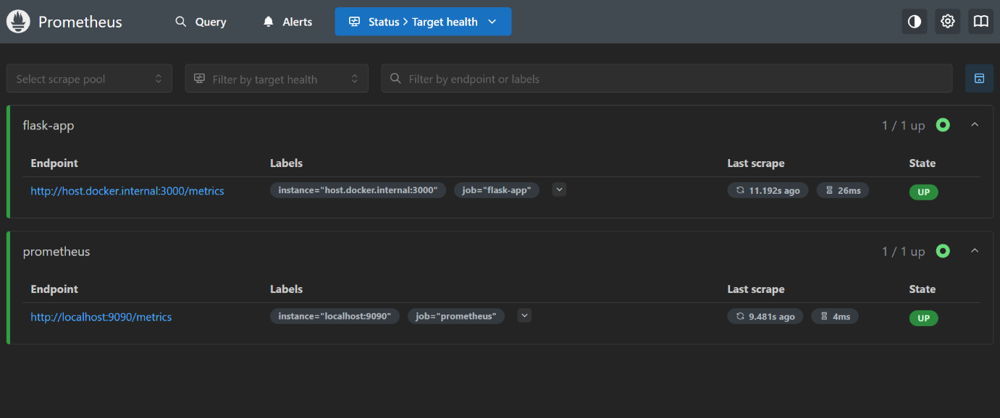 Prometheus Query Alerts Status > Target health
Select scrape pool Filter by target health Filter by endpoint or labels
flask-app 1 / 1 up
Endpoint Labels Last scrape State
http://host.docker.internal:3000/metrics instance="host.docker.internal:3000" job="flask-app" 11.192s ago 26ms UP
prometheus 1 / 1 up
Endpoint Labels Last scrape State
http://localhost:9090/metrics instance="localhost:9090" job="prometheus" 9.481s ago 4ms UP